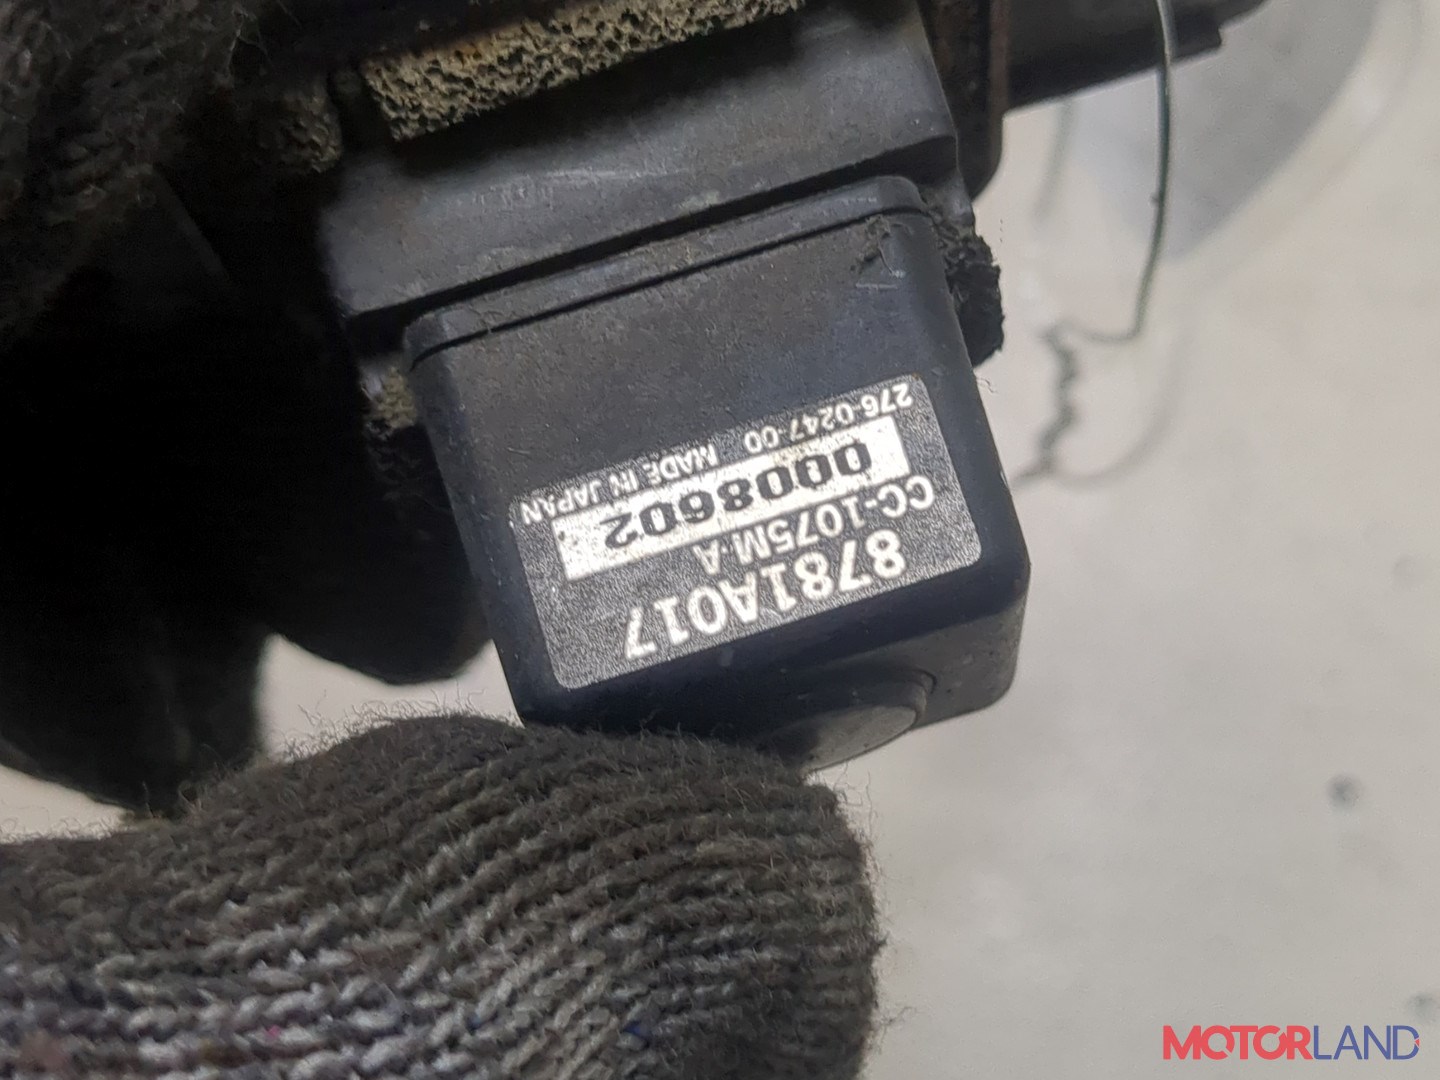 8781A017
CC-1075M-A
0008602
276-0247-00 MADE IN JAPAN
MOTORLAND